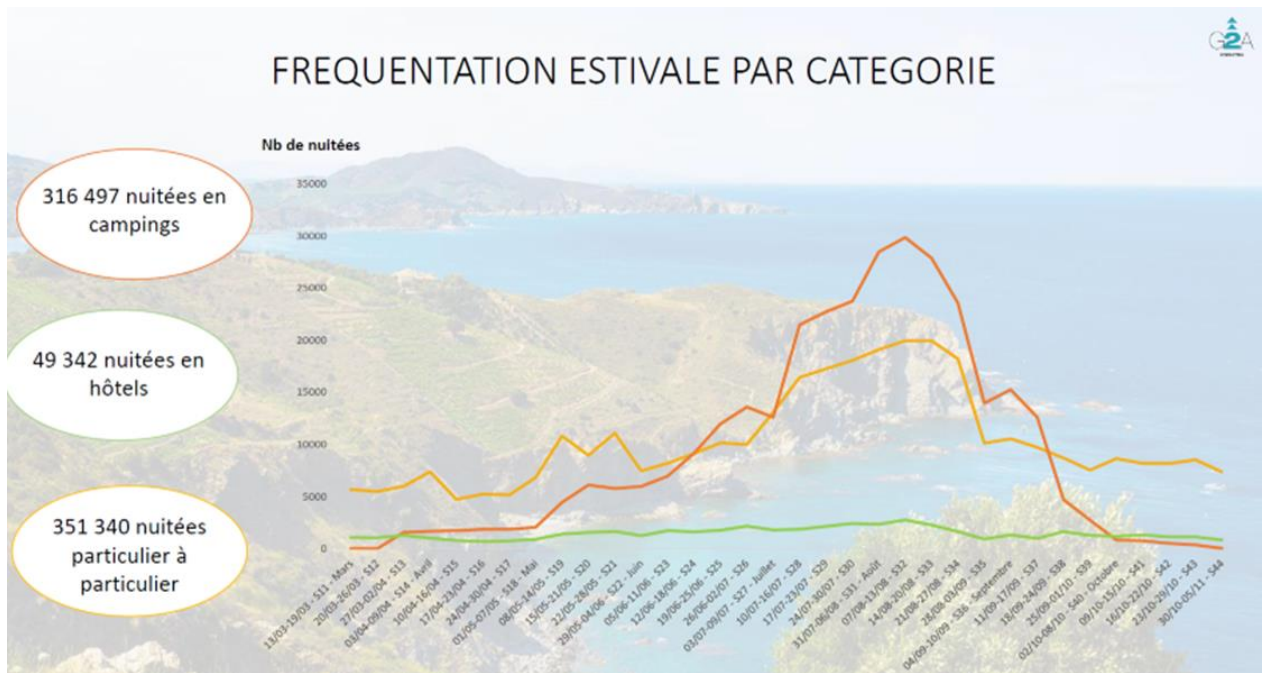 G2A
FREQUENTATION ESTIVALE PAR CATEGORIE
Nb de nuitées
316 497 nuitées en
campings
49 342 nuitées en
hôtels
351 340 nuitées
particulier à
particulier
35000
30000
25000
20000
15000
10000
5000
0
13/03-19/03 - S11 - Mars
20/03-26/03 - S12
27/03-02/04 - S13
03/04-09/04 - S14 - Avril
10/04-16/04 - S15
17/04-23/04 - S16
24/04-30/04 - S17
01/05-07/05 - S18 - Mai
08/05-14/05 - S19
15/05-21/05 - S20
22/05-28/05 - S21
29/05-04/06 - S22 - Juin
05/06-11/06 - S23
12/06-18/06 - S24
19/06-25/06 - S25
26/06-02/07 - S26
03/07-09/07 - S27 - Juillet
10/07-16/07 - S28
17/07-23/07 - S29
24/07-30/07 - S30
31/07-06/08 - S31 - Août
07/08-13/08 - S32
14/08-20/08 - S33
21/08-27/08 - S34
28/08-03/09 - S35
04/09-10/09 - S36 - Septembre
11/09-17/09 - S37
18/09-24/09 - S38
25/09-01/10 - S39
02/10-08/10 - S40 - Octobre
09/10-15/10 - S41
16/10-22/10 - S42
23/10-29/10 - S43
30/10-05/11 - S44